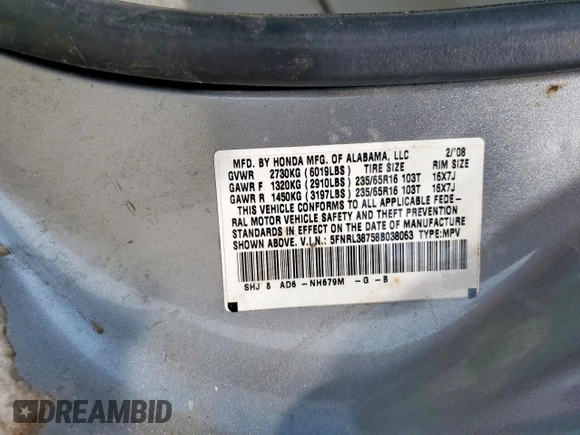 MFD. BY HONDA MFG. OF ALABAMA, LLC 2/'08
GVWR 2730KG (6019LBS) TIRE SIZE RIM SIZE
GAWR F 1320KG (2910LBS) 235/65R16 103T 16X7J
GAWR R 1450KG (3197LBS) 235/65R16 103T 16X7J
THIS VEHICLE CONFORMS TO ALL APPLICABLE FEDE-
RAL MOTOR VEHICLE SAFETY AND THEFT PREVENTION
STANDARDS IN EFFECT ON THE DATE OF MANUFACTURE
SHOWN ABOVE. V.I.N.: 5FNRL38758B038063 TYPE:MPV
SHJ 8 AD6 -NH679M -G -B
DREAMBID